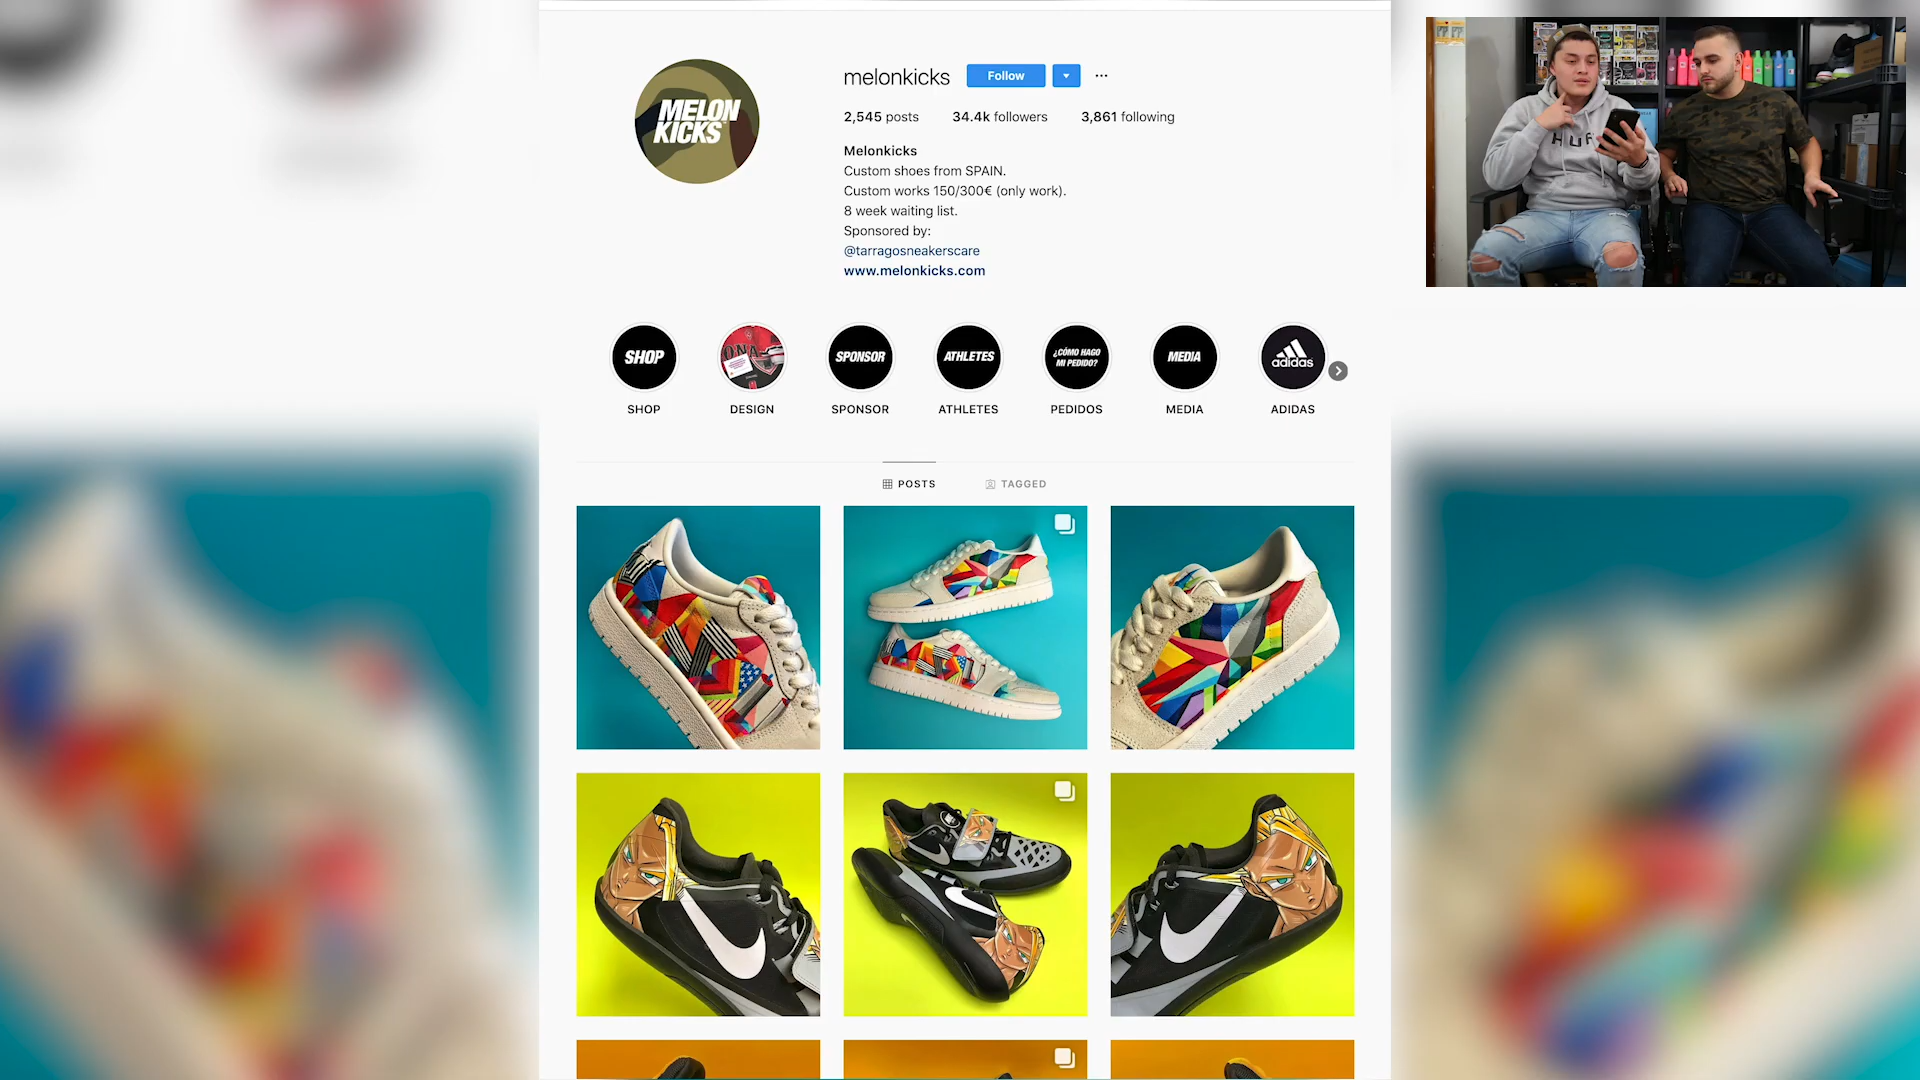 MELON
KICKS
melonkicks
Follow
2,545 posts
34.4k followers
3,861 following
Melonkicks
Custom shoes from SPAIN.
Custom works 150/300€ (only work).
8 week waiting list.
Sponsored by:
@tarragosneakerscare
www.melonkicks.com
SHOP
SPONSOR
ATHLETES
¿CÓMO HAGO
MI PEDIDO?
MEDIA
adidas
SHOP
DESIGN
SPONSOR
ATHLETES
PEDIDOS
MEDIA
ADIDAS
POSTS
TAGGED